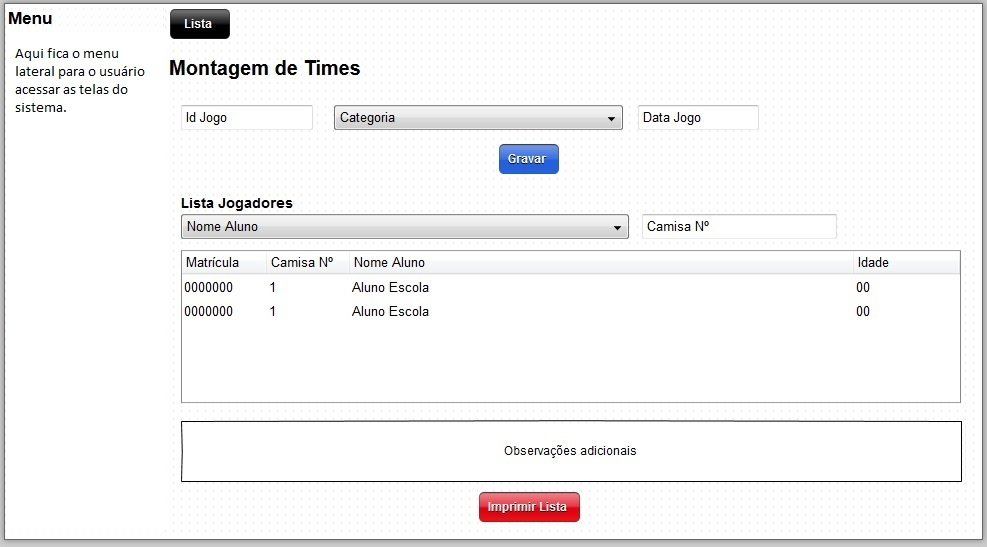 Menu
Aqui fica o menu
lateral para o usuário
acessar as telas do
sistema.
Lista
Montagem de Times
Id Jogo Categoria Data Jogo
Gravar
Lista Jogadores
Nome Aluno Camisa Nº
Matrícula Camisa Nº Nome Aluno Idade
0000000 1 Aluno Escola 00
0000000 1 Aluno Escola 00
Observações adicionais
Imprimir Lista